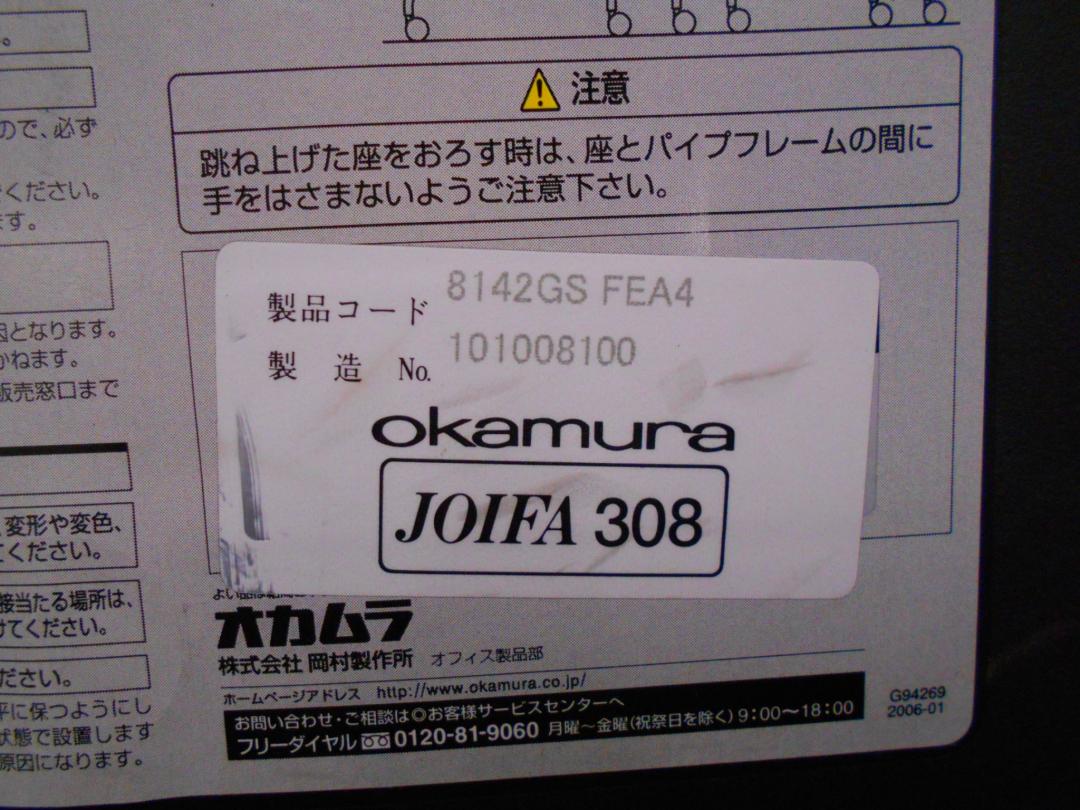 。
ので、必ず
ください。
ます。
因となります。
かねます。
販売窓口まで
変形や変色、
ください。
接当たる場所は、
けてください。
ださい。
平に保つようにし
状態で設置します
原因になります。
注意
跳ね上げた座をおろす時は、座とパイプフレームの間に
手をはさまないようご注意下さい。
製品コード 8142GS FEA4
製造 No. 101008100
okamura
JOIFA 308
オカムラ
株式会社 岡村製作所 オフィス製品部
ホームページアドレス http://www.okamura.co.jp/
お問い合わせ・ご相談は◎お客様サービスセンターへ
フリーダイヤル 0120-81-9060 月曜~金曜(祝祭日を除く)9:00~18:00
G94269
2006-01